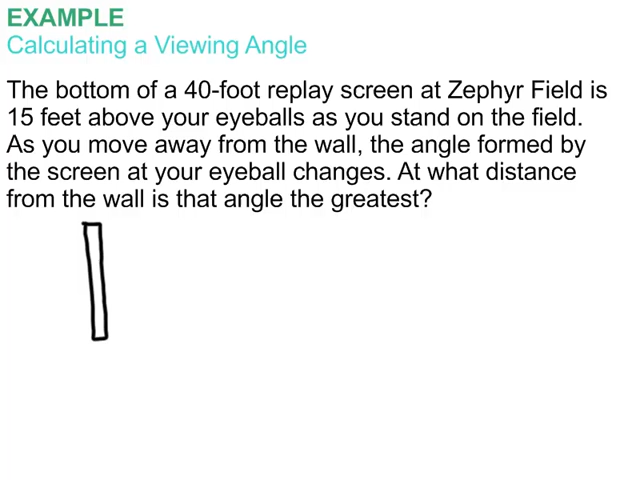 EXAMPLE
Calculating a Viewing Angle
The bottom of a 40-foot replay screen at Zephyr Field is
15 feet above your eyeballs as you stand on the field.
As you move away from the wall, the angle formed by
the screen at your eyeball changes. At what distance
from the wall is that angle the greatest?